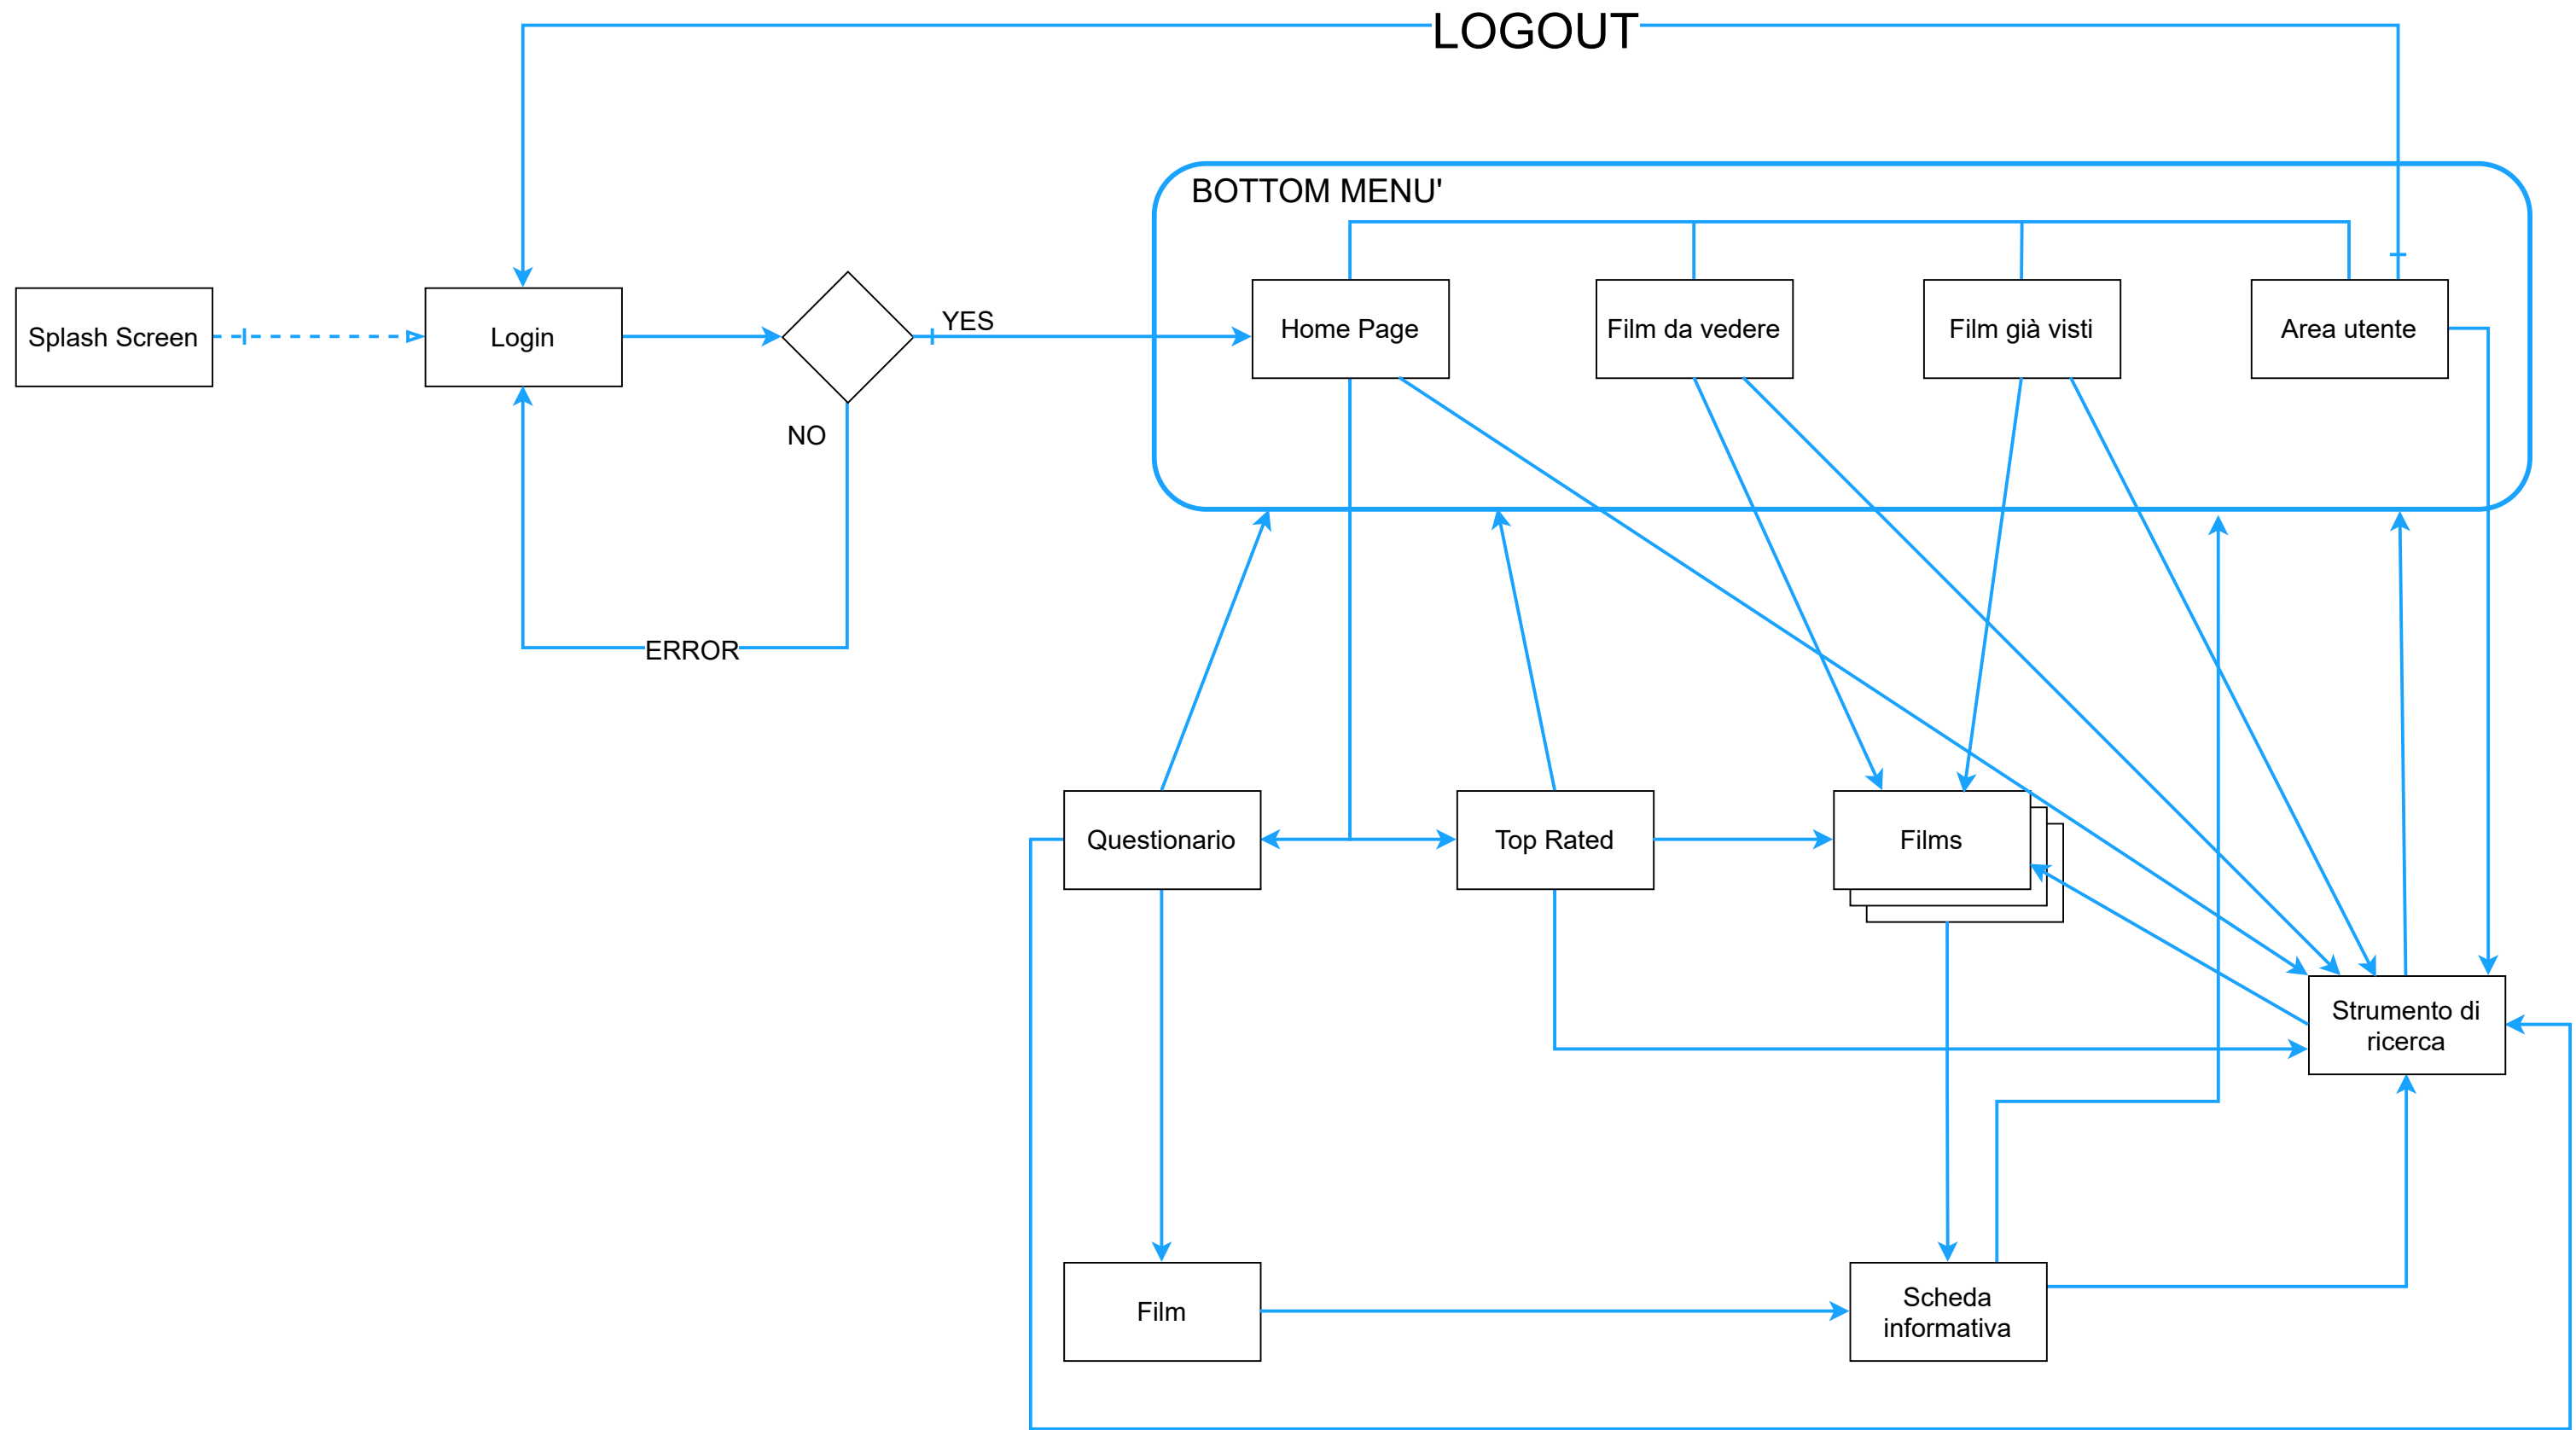 LOGOUT
BOTTOM MENU'
Splash Screen
Login
YES
Home Page
Film da vedere
Film già visti
Area utente
NO
ERROR
Questionario
Top Rated
Films
Strumento di
ricerca
Film
Scheda
informativa